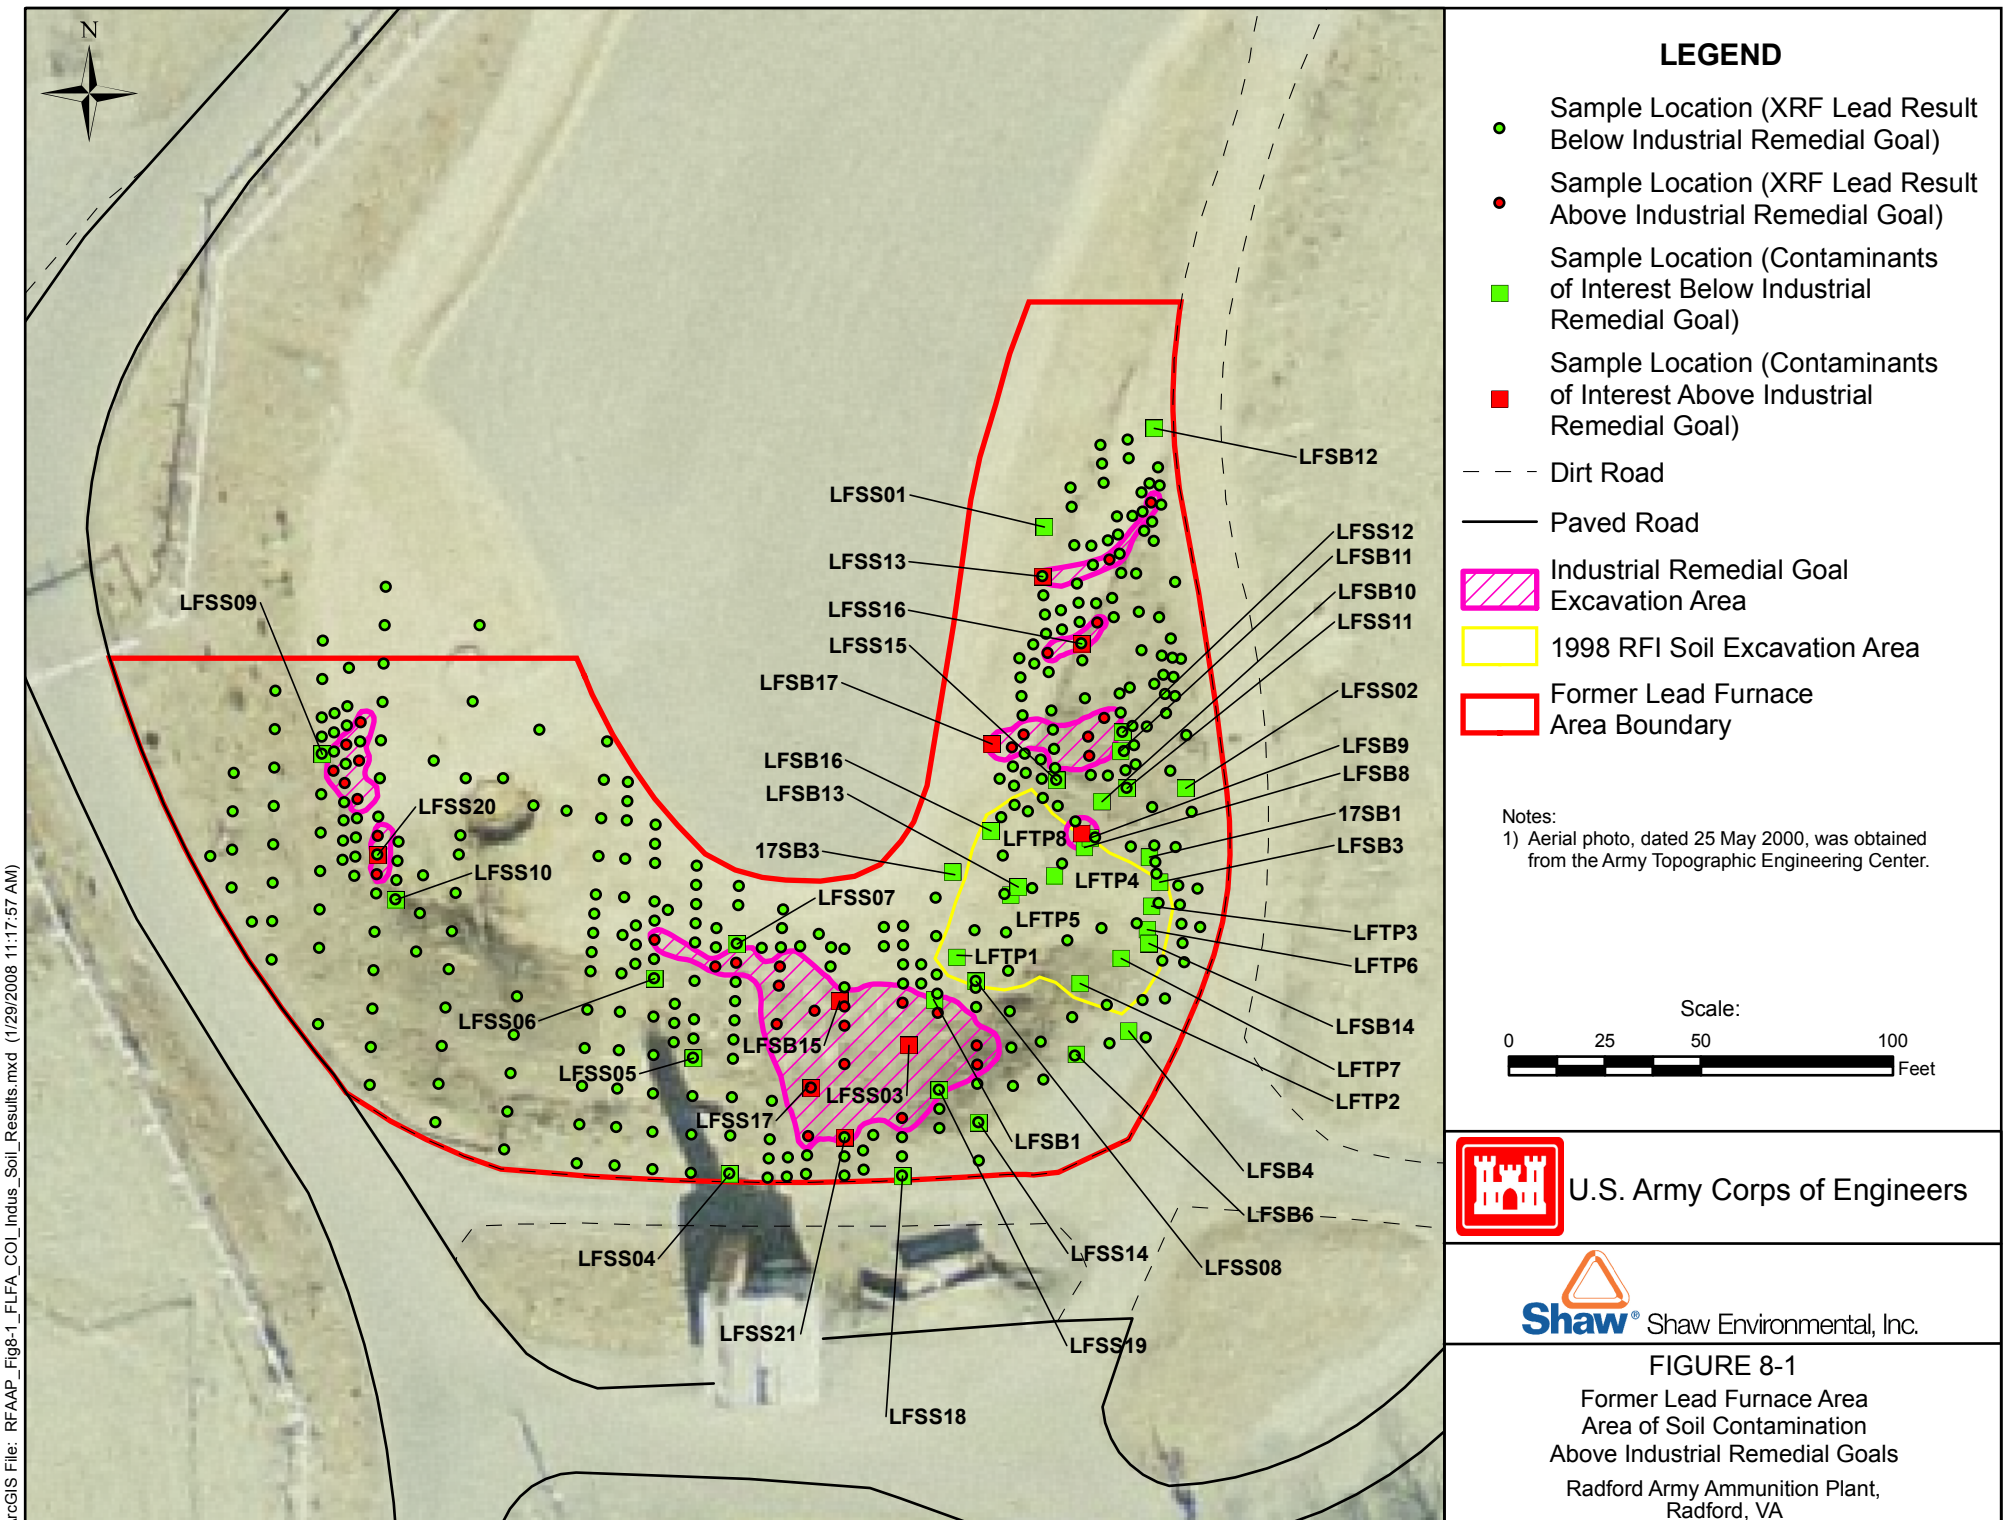 N
LFSB12
LFSS01
LFSS12
LFSB11
LFSS13
LFSB10
LFSS09
LFSS16
LFSS11
LFSS15
LFSB17
LFSS02
LFSB9
LFSB16
LFSB8
LFSB13
LFSS20
17SB1
LFTP8
LFSB3
17SB3
LFSS10
LFTP4
LFSS07
LFTP5
LFTP3
LFTP1
LFTP6
LFSS06
LFSB14
LFSB15
LFSS05
LFTP7
LFSS03
LFTP2
LFSS17
LFSB1
LFSB4
LFSB6
LFSS04
LFSS14
LFSS08
LFSS21
LFSS19
LFSS18
LEGEND
Sample Location (XRF Lead Result
Below Industrial Remedial Goal)
Sample Location (XRF Lead Result
Above Industrial Remedial Goal)
Sample Location (Contaminants
of Interest Below Industrial
Remedial Goal)
Sample Location (Contaminants
of Interest Above Industrial
Remedial Goal)
Dirt Road
Paved Road
Industrial Remedial Goal
Excavation Area
1998 RFI Soil Excavation Area
Former Lead Furnace
Area Boundary
Notes:
1) Aerial photo, dated 25 May 2000, was obtained
from the Army Topographic Engineering Center.
Scale:
0 25 50 100
Feet
U.S. Army Corps of Engineers
Shaw® Shaw Environmental, Inc.
FIGURE 8-1
Former Lead Furnace Area
Area of Soil Contamination
Above Industrial Remedial Goals
Radford Army Ammunition Plant,
Radford, VA
rcGIS File: RFAAP_Fig8-1_FLFA_COI_Indus_Soil_Results.mxd (1/29/2008 11:17:57 AM)